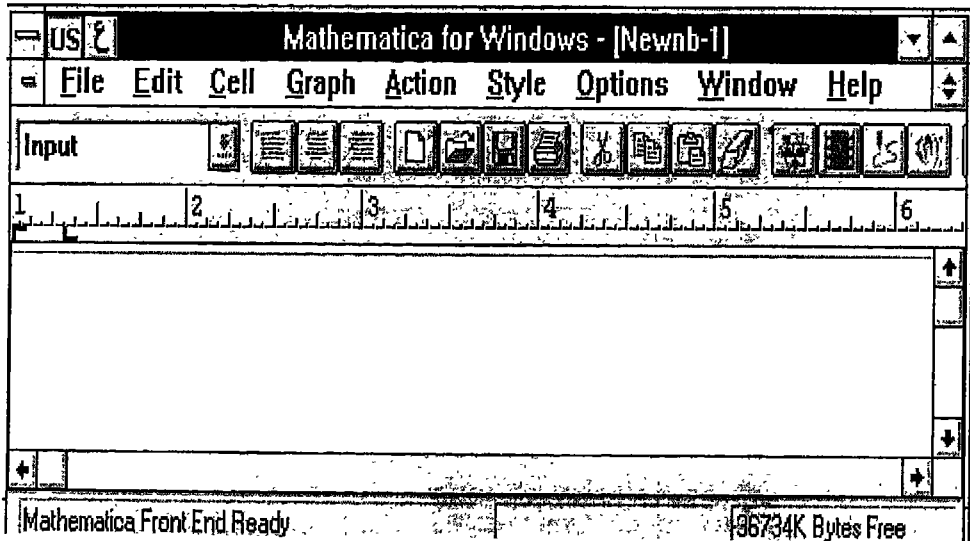 US ع Mathematica for Windows - [Newnb-1]
File Edit Cell Graph Action Style Options Window Help
Input
1 2 3 4 5 6
Mathematica Front End Ready 36734K Bytes Free